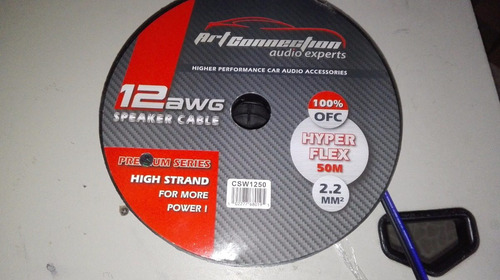 Art Connection
audio experts
HIGHER PERFORMANCE CAR AUDIO ACCESSORIES
12AWG
SPEAKER CABLE
100%
OFC
HYPER
FLEX
50M
2.2
MM²
PREMIUM SERIES
HIGH STRAND
FOR MORE
POWER !
CSW1250